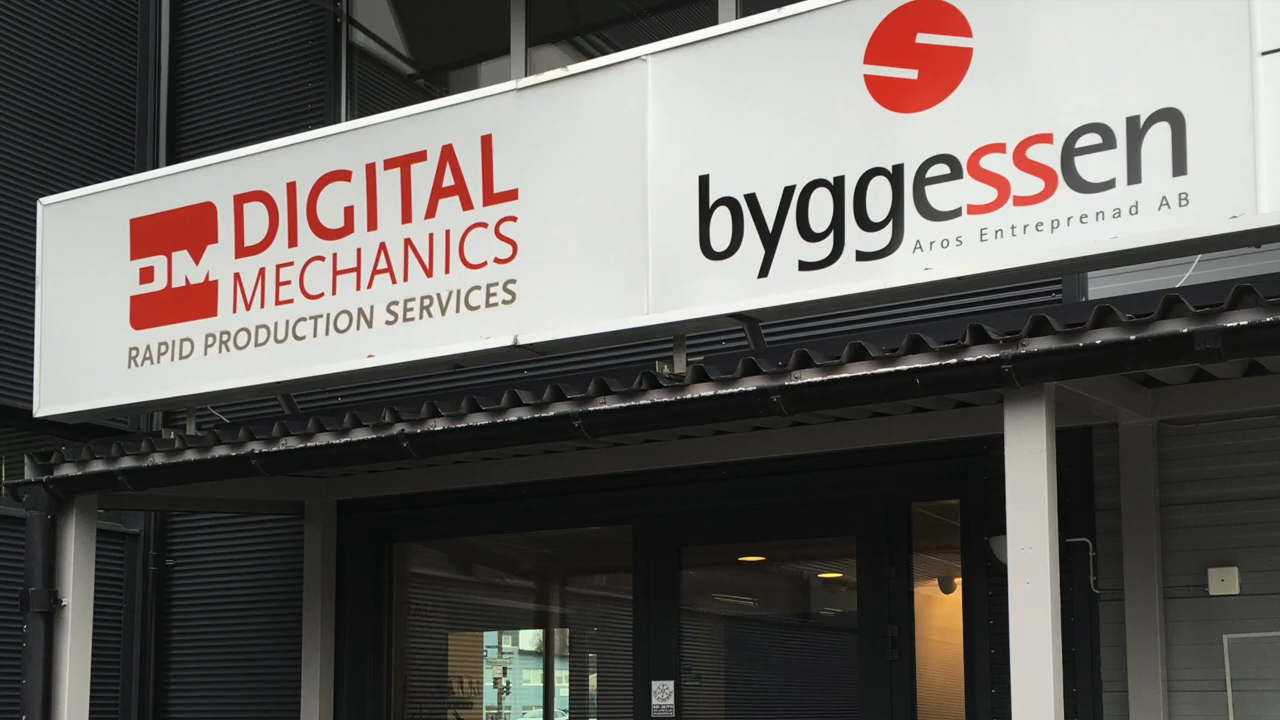 DM
DIGITAL
MECHANICS
RAPID PRODUCTION SERVICES
byggessen
Aros Entreprenad AB